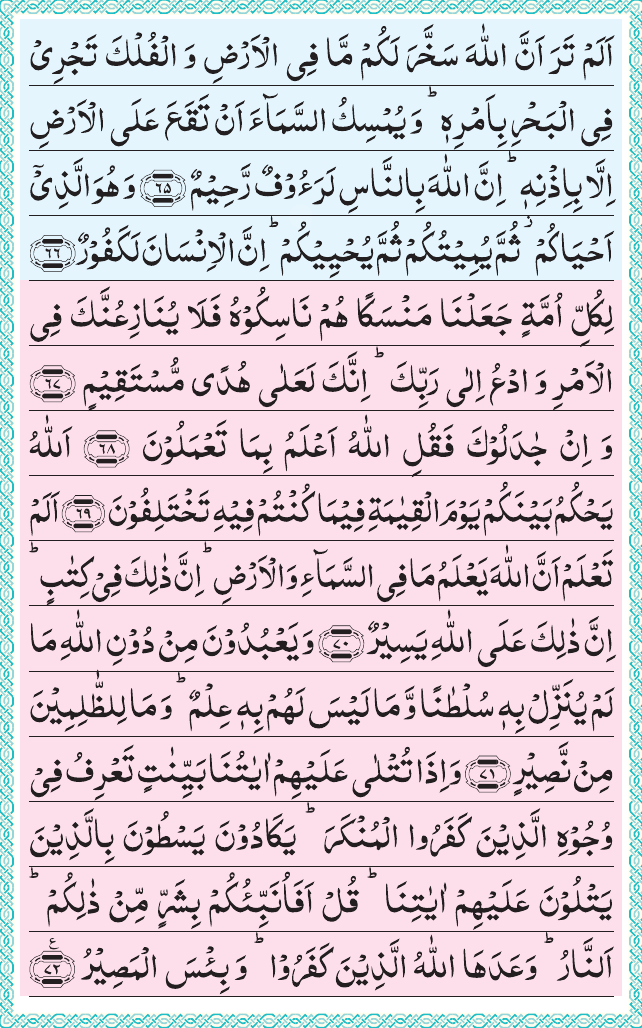 اَلَمْ تَرَ اَنَّ اللّٰهَ سَخَّرَ لَكُمْ مَّا فِى الْاَرْضِ وَ الْفُلْكَ تَجْرِىْ
فِى الْبَحْرِ بِاَمْرِهٖ ؕ وَ يُمْسِكُ السَّمَآءَ اَنْ تَقَعَ عَلَى الْاَرْضِ
اِلَّا بِاِذْنِهٖ ؕ اِنَّ اللّٰهَ بِالنَّاسِ لَرَءُوْفٌ رَّحِيْمٌ ﴿۶۵﴾ وَ هُوَ الَّذِىْۤ
اَحْيَاكُمْ ؗ ثُمَّ يُمِيْتُكُمْ ثُمَّ يُحْيِيْكُمْ ؕ اِنَّ الْاِنْسَانَ لَكَفُوْرٌ ﴿۶۶﴾
لِكُلِّ اُمَّةٍ جَعَلْنَا مَنْسَكًا هُمْ نَاسِكُوْهُ فَلَا يُنَازِعُنَّكَ فِى
الْاَمْرِ وَ ادْعُ اِلٰى رَبِّكَ ؕ اِنَّكَ لَعَلٰى هُدًى مُّسْتَقِيْمٍ ﴿۶۷﴾
وَ اِنْ جٰدَلُوْكَ فَقُلِ اللّٰهُ اَعْلَمُ بِمَا تَعْمَلُوْنَ ﴿۶۸﴾ اَللّٰهُ
يَحْكُمُ بَيْنَكُمْ يَوْمَ الْقِيٰمَةِ فِيْمَا كُنْتُمْ فِيْهِ تَخْتَلِفُوْنَ ﴿۶۹﴾ اَلَمْ
تَعْلَمْ اَنَّ اللّٰهَ يَعْلَمُ مَا فِى السَّمَآءِ وَ الْاَرْضِ ؕ اِنَّ ذٰلِكَ فِىْ كِتٰبٍ ؕ
اِنَّ ذٰلِكَ عَلَى اللّٰهِ يَسِيْرٌ ﴿۷۰﴾ وَ يَعْبُدُوْنَ مِنْ دُوْنِ اللّٰهِ مَا
لَمْ يُنَزِّلْ بِهٖ سُلْطٰنًا وَّ مَا لَيْسَ لَهُمْ بِهٖ عِلْمٌ ؕ وَ مَا لِلظّٰلِمِيْنَ
مِنْ نَّصِيْرٍ ﴿۷۱﴾ وَ اِذَا تُتْلٰى عَلَيْهِمْ اٰيٰتُنَا بَيِّنٰتٍ تَعْرِفُ فِىْ
وُجُوْهِ الَّذِيْنَ كَفَرُوا الْمُنْكَرَ ؕ يَكَادُوْنَ يَسْطُوْنَ بِالَّذِيْنَ
يَتْلُوْنَ عَلَيْهِمْ اٰيٰتِنَا ؕ قُلْ اَفَاُنَبِّئُكُمْ بِشَرٍّ مِّنْ ذٰلِكُمْ ؕ
اَلنَّارُ ؕ وَعَدَهَا اللّٰهُ الَّذِيْنَ كَفَرُوْا ؕ وَ بِئْسَ الْمَصِيْرُ ﴿۷۲﴾ ع